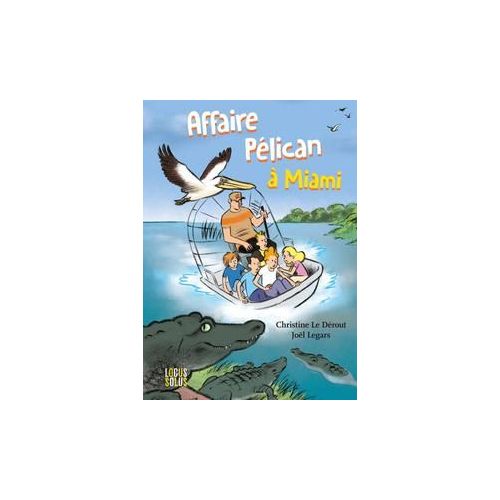 Affaire
Pélican
à Miami
Christine Le Dérout
Joël Legars
LOCUS
SOLUS